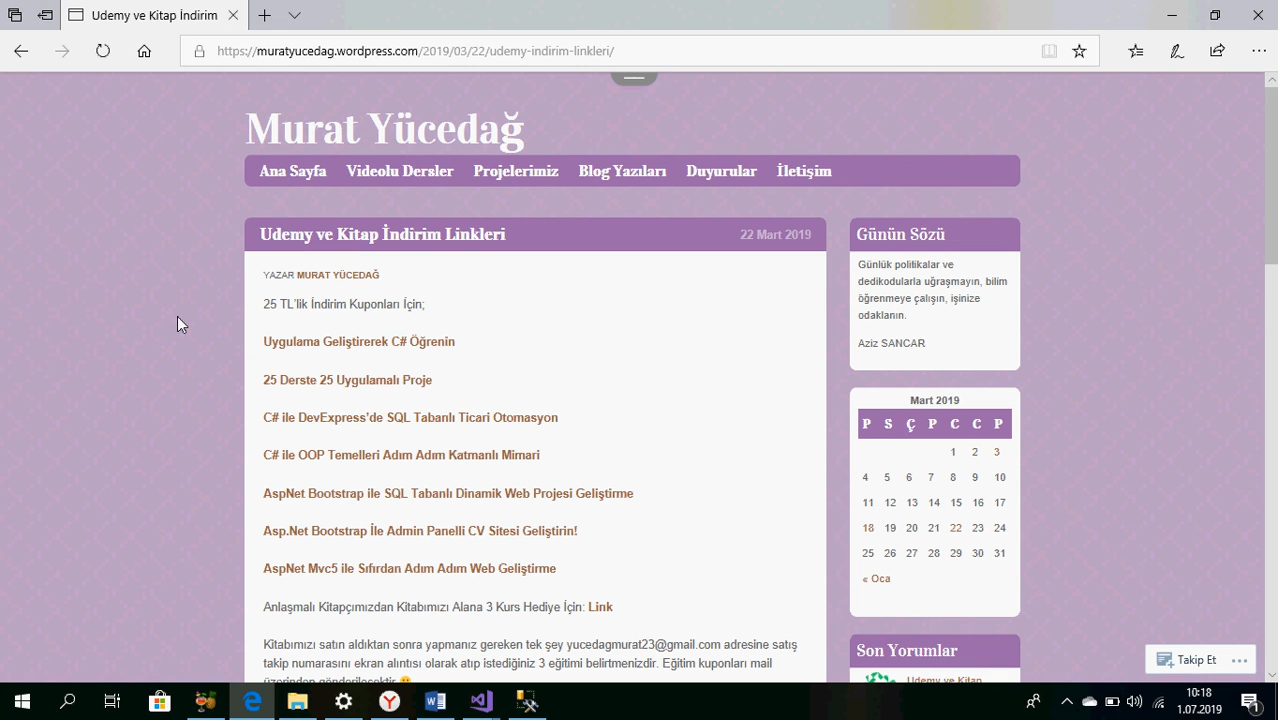 Udemy ve Kitap İndirim
https://muratyucedag.wordpress.com/2019/03/22/udemy-indirim-linkleri/
Murat Yücedağ
Ana Sayfa Videolu Dersler Projelerimiz Blog Yazıları Duyurular İletişim
Udemy ve Kitap İndirim Linkleri 22 Mart 2019
YAZAR MURAT YÜCEDAĞ
25 TL'lik İndirim Kuponları İçin;
Uygulama Geliştirerek C# Öğrenin
25 Derste 25 Uygulamalı Proje
C# ile DevExpress'de SQL Tabanlı Ticari Otomasyon
C# ile OOP Temelleri Adım Adım Katmanlı Mimari
AspNet Bootstrap ile SQL Tabanlı Dinamik Web Projesi Geliştirme
Asp.Net Bootstrap İle Admin Panelli CV Sitesi Geliştirin!
AspNet Mvc5 ile Sıfırdan Adım Adım Web Geliştirme
Anlaşmalı Kitapçımızdan Kitabımızı Alana 3 Kurs Hediye İçin: Link
Kitabımızı satın aldıktan sonra yapmanız gereken tek şey yucedagmurat23@gmail.com adresine satış
takip numarasını ekran alıntısı olarak atıp istediğiniz 3 eğitimi belirtmenizdir. Eğitim kuponları mail
üzerinden gönderilecektir 🙂
Günün Sözü
Günlük politikalar ve
dedikodularla uğraşmayın, bilim
öğrenmeye çalışın, işinize
odaklanın.
Aziz SANCAR
Mart 2019
P S Ç P C C P
1 2 3
4 5 6 7 8 9 10
11 12 13 14 15 16 17
18 19 20 21 22 23 24
25 26 27 28 29 30 31
« Oca
Son Yorumlar
Udemy ve Kitap
Takip Et
10:18
1.07.2019
1